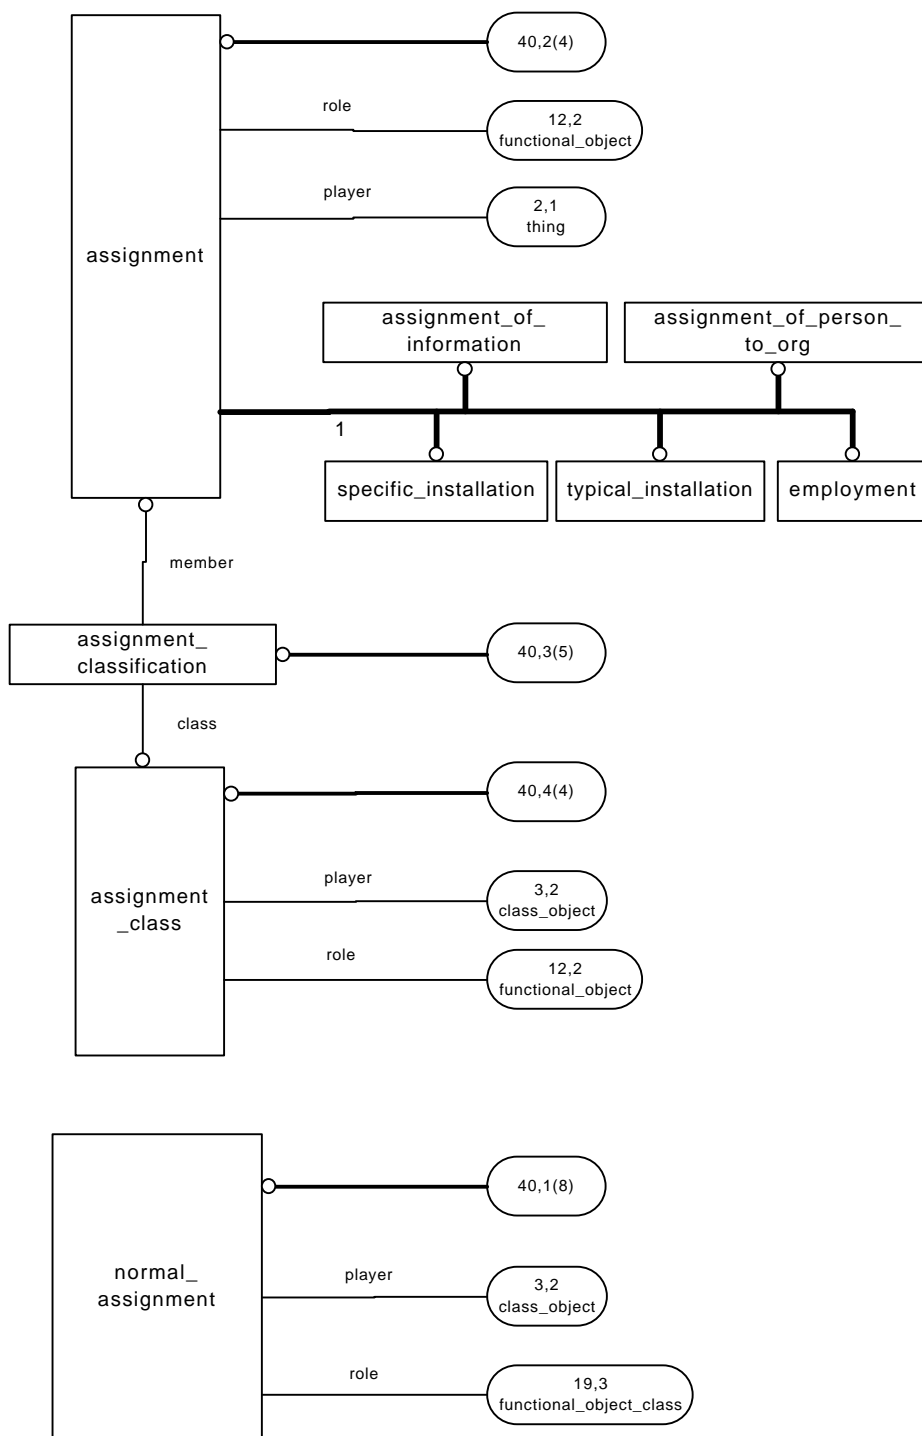 40,2(4)
role
12,2
functional_object
player
2,1
thing
assignment
assignment_of_
information
assignment_of_person_
to_org
1
specific_installation
typical_installation
employment
member
assignment_
classification
40,3(5)
class
40,4(4)
player
3,2
class_object
assignment
_class
role
12,2
functional_object
40,1(8)
normal_
assignment
player
3,2
class_object
role
19,3
functional_object_class